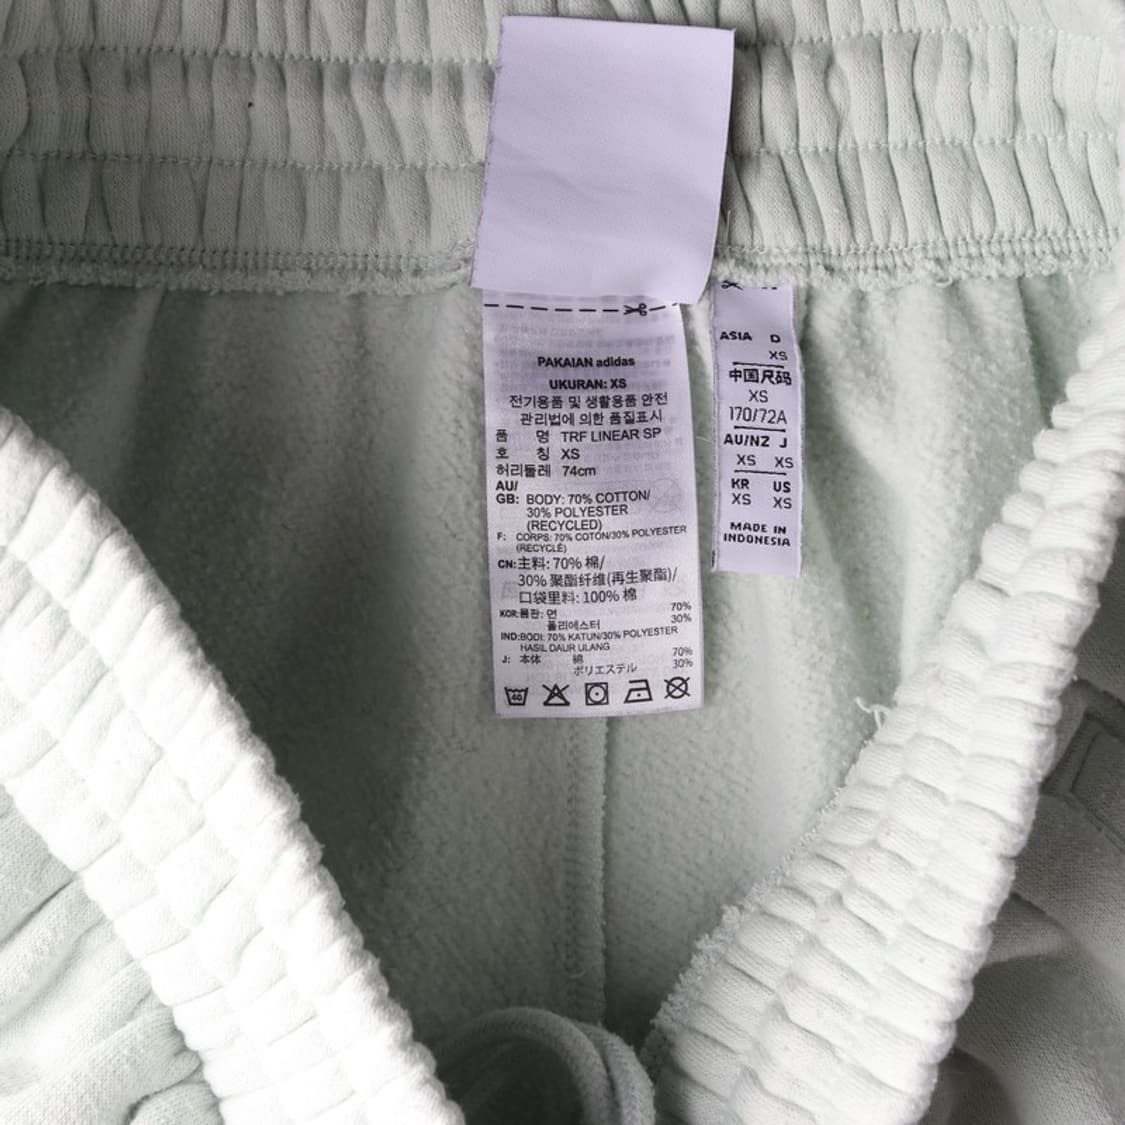 PAKAIAN adidas
UKURAN: XS
전기용품 및 생활용품 안전
관리법에 의한 품질표시
품 명 TRF LINEAR SP
호 칭 XS
허리둘레 74cm
AU/
GB: BODY: 70% COTTON/
30% POLYESTER
(RECYCLED)
F: CORPS: 70% COTON/30% POLYESTER
(RECYCLÉ)
CN:主料: 70% 棉/
30% 聚酯纤维(再生聚酯)/
口袋里料: 100% 棉
KOR:몸판: 면 70%
폴리에스터 30%
IND:BODI: 70% KATUN/30% POLYESTER
HASIL DAUR ULANG
J: 本体 綿 70%
ポリエステル 30%
40
ASIA D
XS
中国尺码
XS
170/72A
AU/NZ J
XS XS
KR US
XS XS
MADE IN
INDONESIA